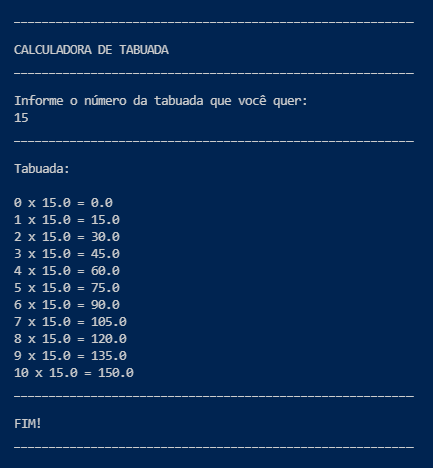 CALCULADORA DE TABUADA
Informe o número da tabuada que você quer:
15
Tabuada:
0 x 15.0 = 0.0
1 x 15.0 = 15.0
2 x 15.0 = 30.0
3 x 15.0 = 45.0
4 x 15.0 = 60.0
5 x 15.0 = 75.0
6 x 15.0 = 90.0
7 x 15.0 = 105.0
8 x 15.0 = 120.0
9 x 15.0 = 135.0
10 x 15.0 = 150.0
FIM!